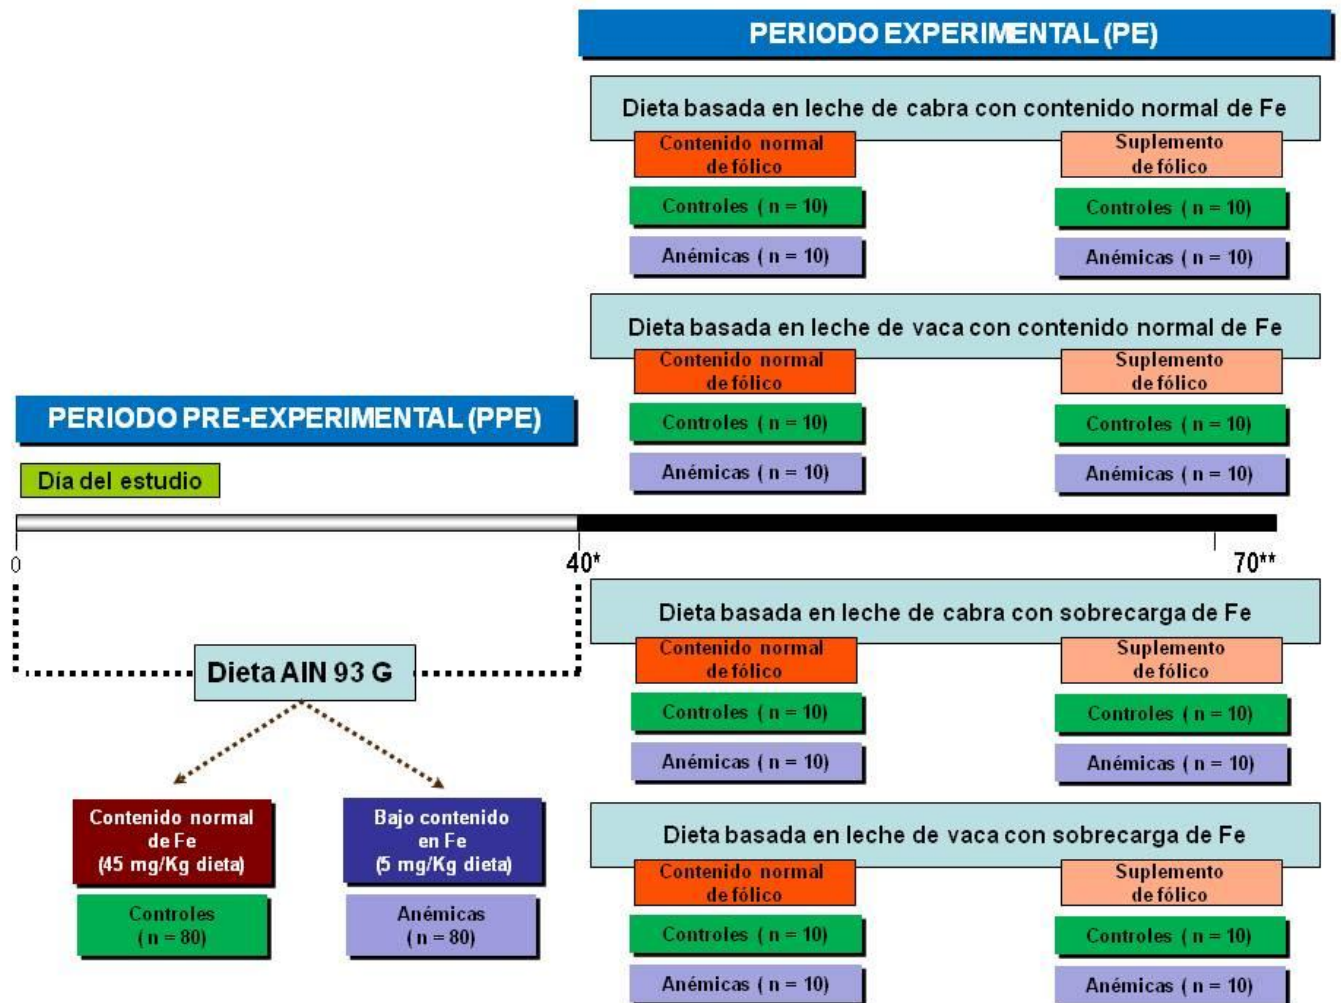 PERIODO EXPERIMENTAL (PE)
Dieta basada en leche de cabra con contenido normal de Fe
Contenido normal
de fólico
Suplemento
de fólico
Controles ( n = 10)
Controles ( n = 10)
Anémicas ( n = 10)
Anémicas ( n = 10)
Dieta basada en leche de vaca con contenido normal de Fe
Contenido normal
de fólico
Suplemento
de fólico
Controles ( n = 10)
Controles ( n = 10)
Anémicas ( n = 10)
Anémicas ( n = 10)
PERIODO PRE-EXPERIMENTAL (PPE)
Día del estudio
0
40*
70**
Dieta AIN 93 G
Contenido normal
de Fe
(45 mg/Kg dieta)
Bajo contenido
en Fe
(5 mg/Kg dieta)
Controles
( n = 80)
Anémicas
( n = 80)
Dieta basada en leche de cabra con sobrecarga de Fe
Contenido normal
de fólico
Suplemento
de fólico
Controles ( n = 10)
Controles ( n = 10)
Anémicas ( n = 10)
Anémicas ( n = 10)
Dieta basada en leche de vaca con sobrecarga de Fe
Contenido normal
de fólico
Suplemento
de fólico
Controles ( n = 10)
Controles ( n = 10)
Anémicas ( n = 10)
Anémicas ( n = 10)